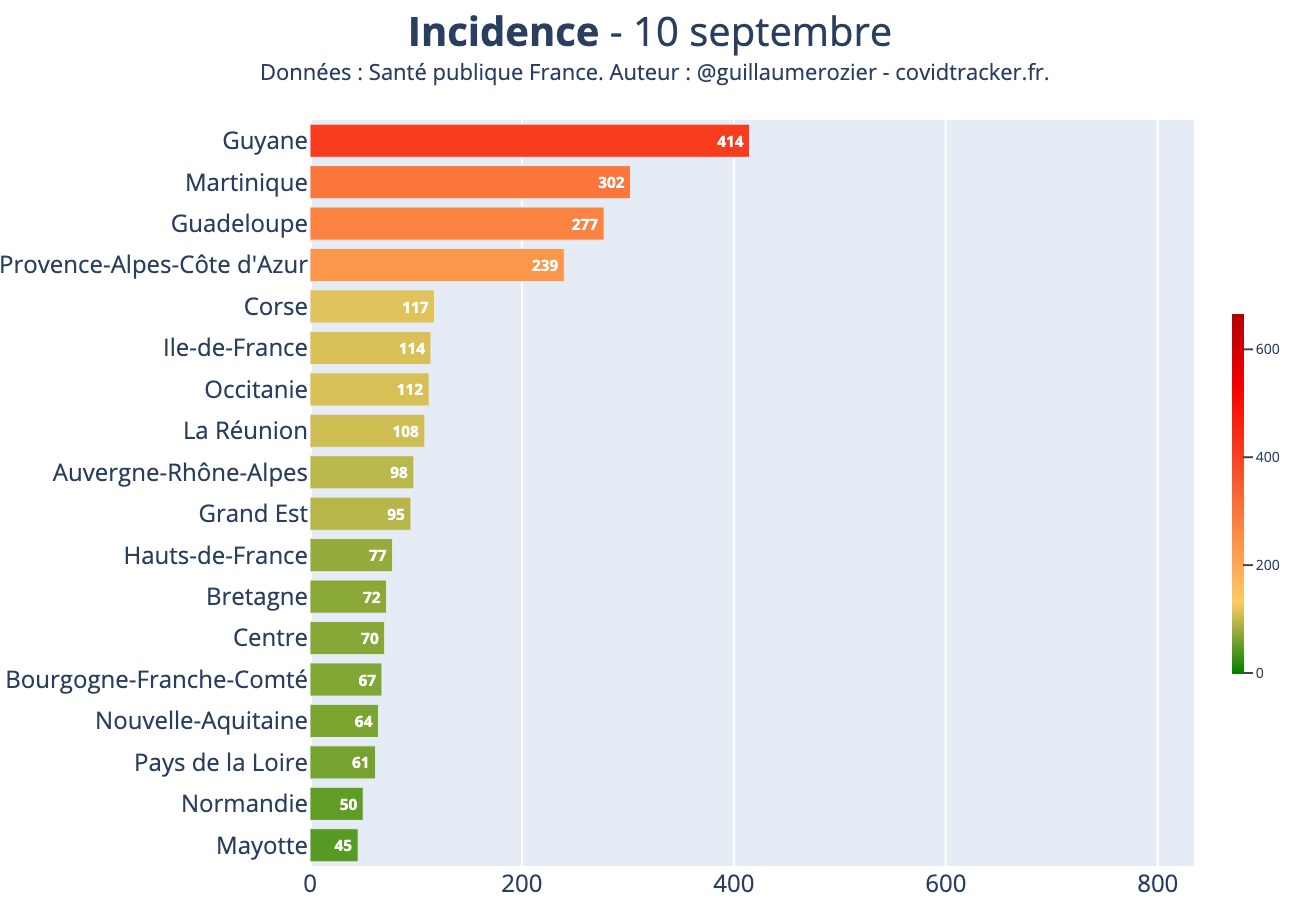 Incidence - 10 septembre
Données : Santé publique France. Auteur : @guillaumerozier - covidtracker.fr.
Guyane 414
Martinique 302
Guadeloupe 277
Provence-Alpes-Côte d'Azur 239
Corse 117
Ile-de-France 114
Occitanie 112
La Réunion 108
Auvergne-Rhône-Alpes 98
Grand Est 95
Hauts-de-France 77
Bretagne 72
Centre 70
Bourgogne-Franche-Comté 67
Nouvelle-Aquitaine 64
Pays de la Loire 61
Normandie 50
Mayotte 45
0 200 400 600 800
600
400
200
0